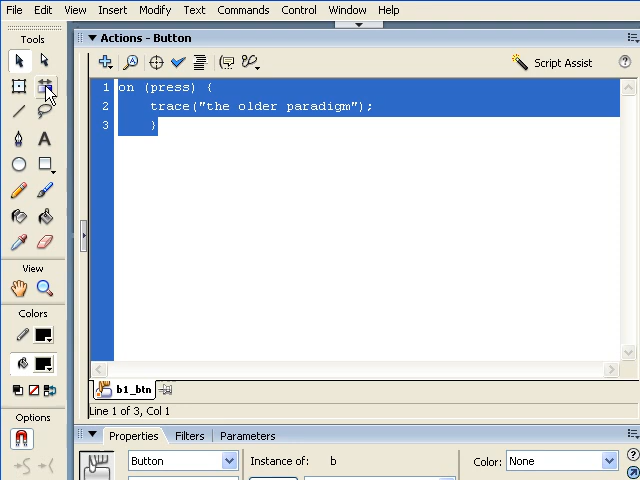 File Edit View Insert Modify Text Commands Control Window Help
Tools
Actions - Button
Script Assist
1 on (press) {
2 trace("the older paradigm");
3 }
A
View
Colors
b1_btn
Line 1 of 3, Col 1
Options
Properties Filters Parameters
Button Instance of: b Color: None